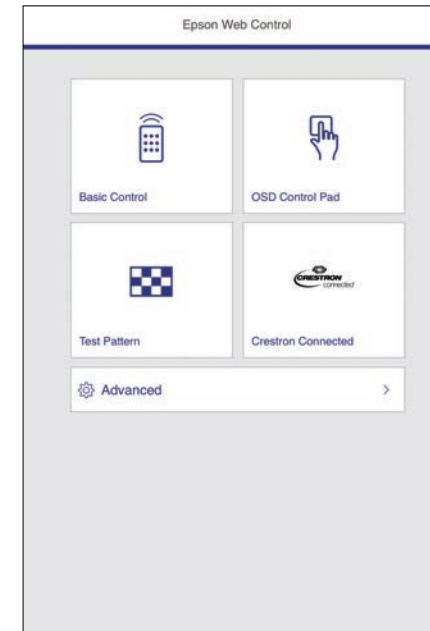 Epson Web Control
Basic Control
OSD Control Pad
CRESTRON
connected
Test Pattern
Crestron Connected
Advanced